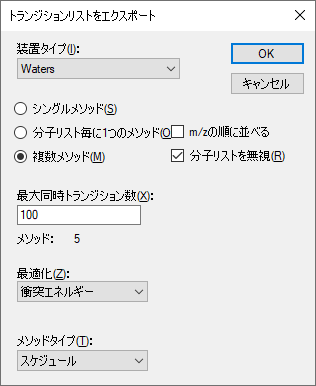 トランジションリストをエクスポート
装置タイプ(I):
Waters
OK
キャンセル
シングルメソッド(S)
分子リスト毎に1つのメソッド(O
m/zの順に並べる
複数メソッド(M)
分子リストを無視(R)
最大同時トランジション数(X):
100
メソッド: 5
最適化(Z):
衝突エネルギー
メソッドタイプ(T):
スケジュール